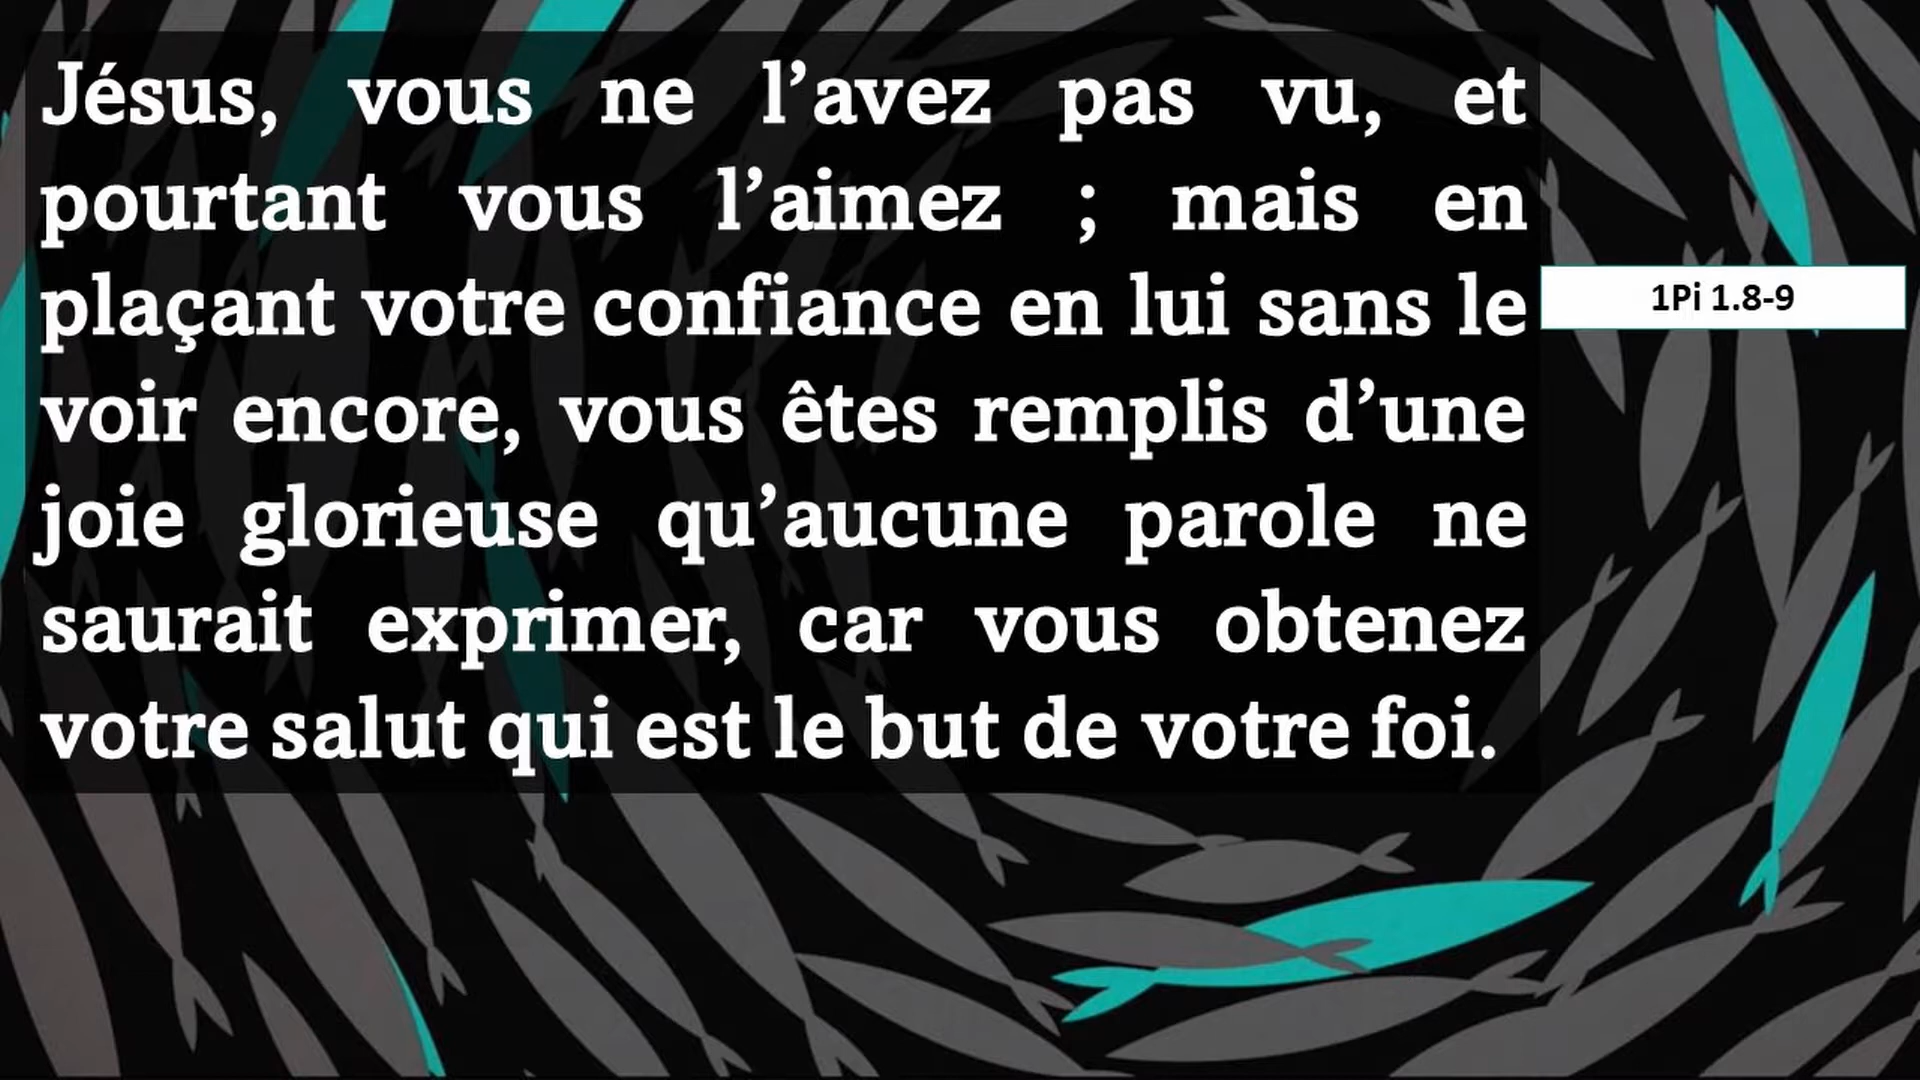 Jésus, vous ne l’avez pas vu, et
pourtant vous l’aimez ; mais en
plaçant votre confiance en lui sans le
voir encore, vous êtes remplis d’une
joie glorieuse qu’aucune parole ne
saurait exprimer, car vous obtenez
votre salut qui est le but de votre foi.
1Pi 1.8-9